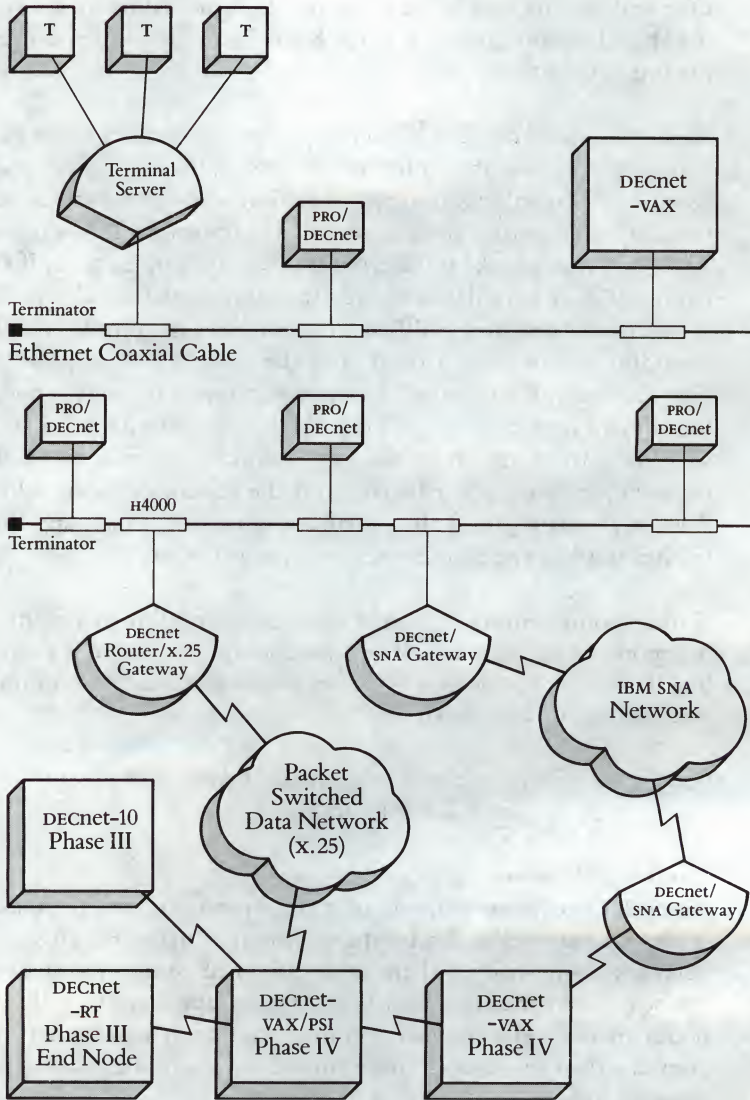 T
T
T
Terminal
Server
PRO/
DECnet
DECnet
-VAX
Terminator
Ethernet Coaxial Cable
PRO/
DECnet
PRO/
DECnet
PRO/
DECnet
H4000
Terminator
DECnet
Router/x.25
Gateway
DECnet/
SNA Gateway
IBM SNA
Network
Packet
Switched
Data Network
(x.25)
DECnet-10
Phase III
DECnet/
SNA Gateway
DECnet
-RT
Phase III
End Node
DECnet-
VAX/PSI
Phase IV
DECnet
-VAX
Phase IV